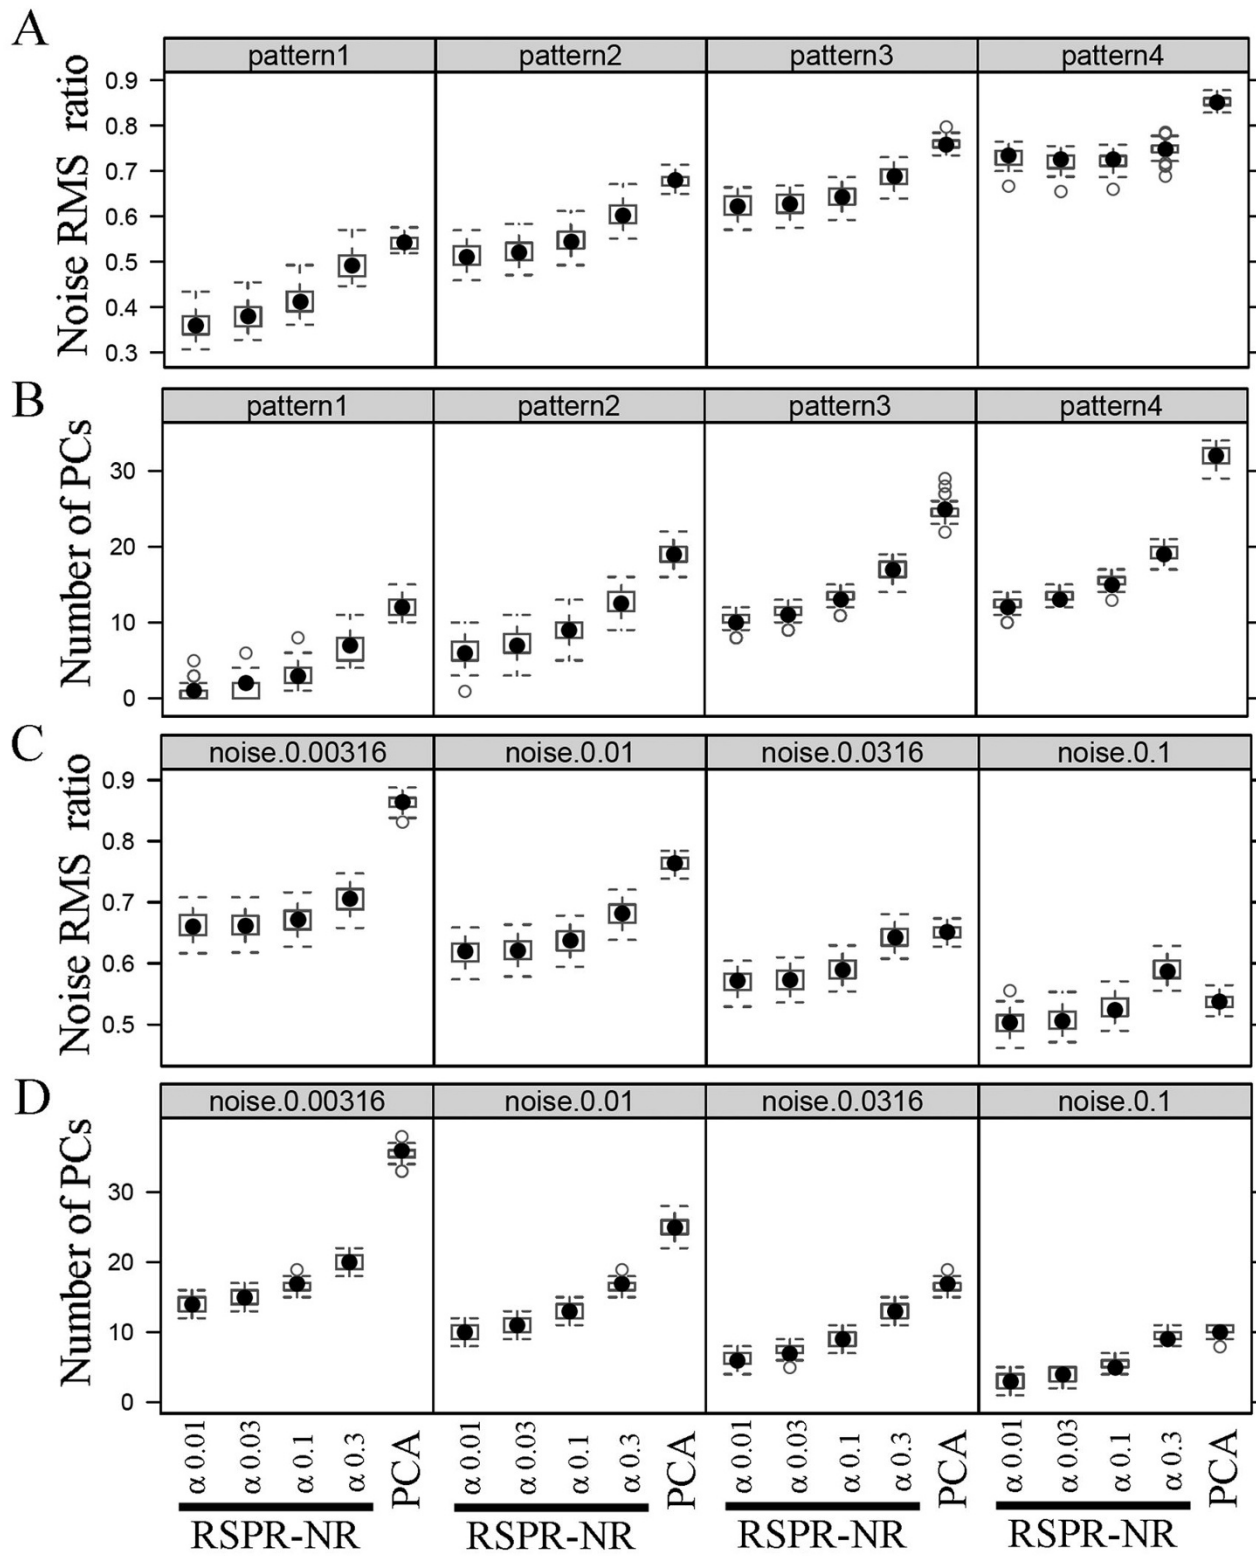 A
pattern1 pattern2 pattern3 pattern4
Noise RMS ratio
0.9
0.8
0.7
0.6
0.5
0.4
0.3
B
pattern1 pattern2 pattern3 pattern4
Number of PCs
30
20
10
0
C
noise.0.00316 noise.0.01 noise.0.0316 noise.0.1
Noise RMS ratio
0.9
0.8
0.7
0.6
0.5
D
noise.0.00316 noise.0.01 noise.0.0316 noise.0.1
Number of PCs
30
20
10
0
α 0.01 α 0.03 α 0.1 α 0.3 PCA α 0.01 α 0.03 α 0.1 α 0.3 PCA α 0.01 α 0.03 α 0.1 α 0.3 PCA α 0.01 α 0.03 α 0.1 α 0.3 PCA
RSPR-NR RSPR-NR RSPR-NR RSPR-NR